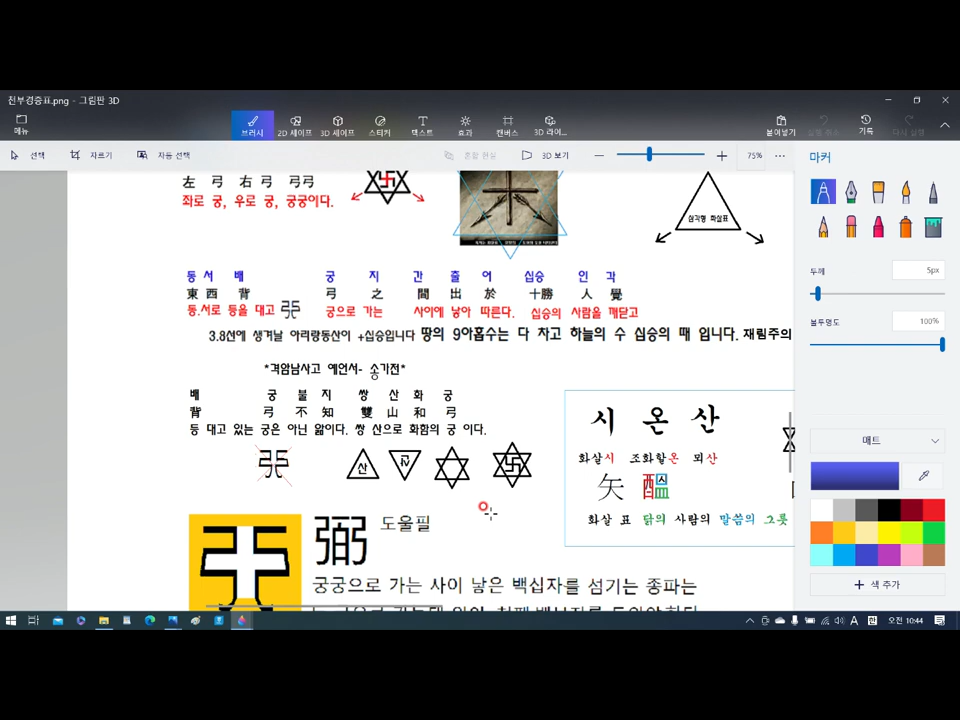 천부경증표.png - 그림판 3D
메뉴
브러시
2D 셰이프
3D 셰이프
스티커
텍스트
효과
캔버스
3D 라이...
붙여넣기
실행 취소
기록
다시 실행
선택
자르기
자동 선택
혼합 현실
3D 보기
75%
左 弓 右 弓 弓弓
좌로 궁, 우로 궁, 궁궁이다.
삼각형 화살표
동 서 배 궁 지 간 출 어 십승 인 각
東 西 背 弓 之 間 出 於 十勝 人 覺
동.서로 등을 대고 궁으로 가는 사이에 낳아 따른다. 십승의 사람을 깨닫고
3.8선에 생겨날 아리랑동산이 +십승입니다 땅의 9아홉수는 다 차고 하늘의 수 십승의 때 입니다. 재림주의
*격암남사고 예언서- 송가전*
배 궁 불 지 쌍 산 화 궁
背 弓 不 知 雙 山 和 弓
등 대고 있는 궁은 아닌 앎이다. 쌍 산으로 화함의 궁 이다.
산
시 온 산
화살시 조화할온 뫼산
矢 醞 시
화살 표 닭의 사람의 말씀의 그릇
弼 도울필
궁궁으로 가는 사이 낳은 백십자를 섬기는 종파는
마커
두께
5px
불투명도
100%
매트
색 추가
A 한 오전 10:44